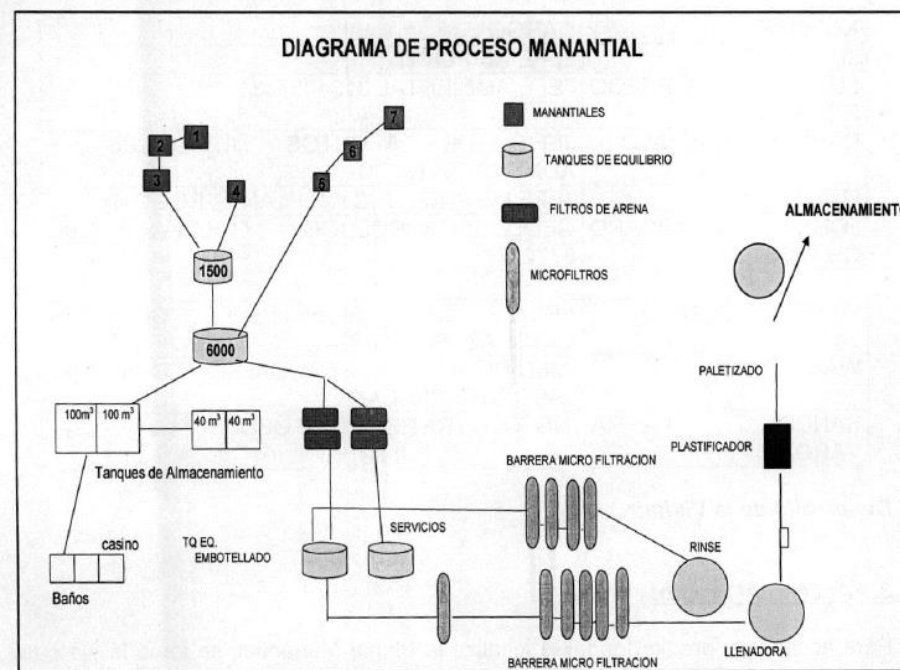 DIAGRAMA DE PROCESO MANANTIAL
1
2
3
4
7
6
5
MANANTIALES
TANQUES DE EQUILIBRIO
FILTROS DE ARENA
MICROFILTROS
ALMACENAMIENTO
1500
6000
PALETIZADO
100m³ 100 m³
40 m³ 40 m³
Tanques de Almacenamiento
PLASTIFICADOR
BARRERA MICRO FILTRACION
SERVICIOS
TQ EQ.
EMBOTELLADO
casino
RINSE
Baños
LLENADORA
BARRERA MICRO FILTRACION